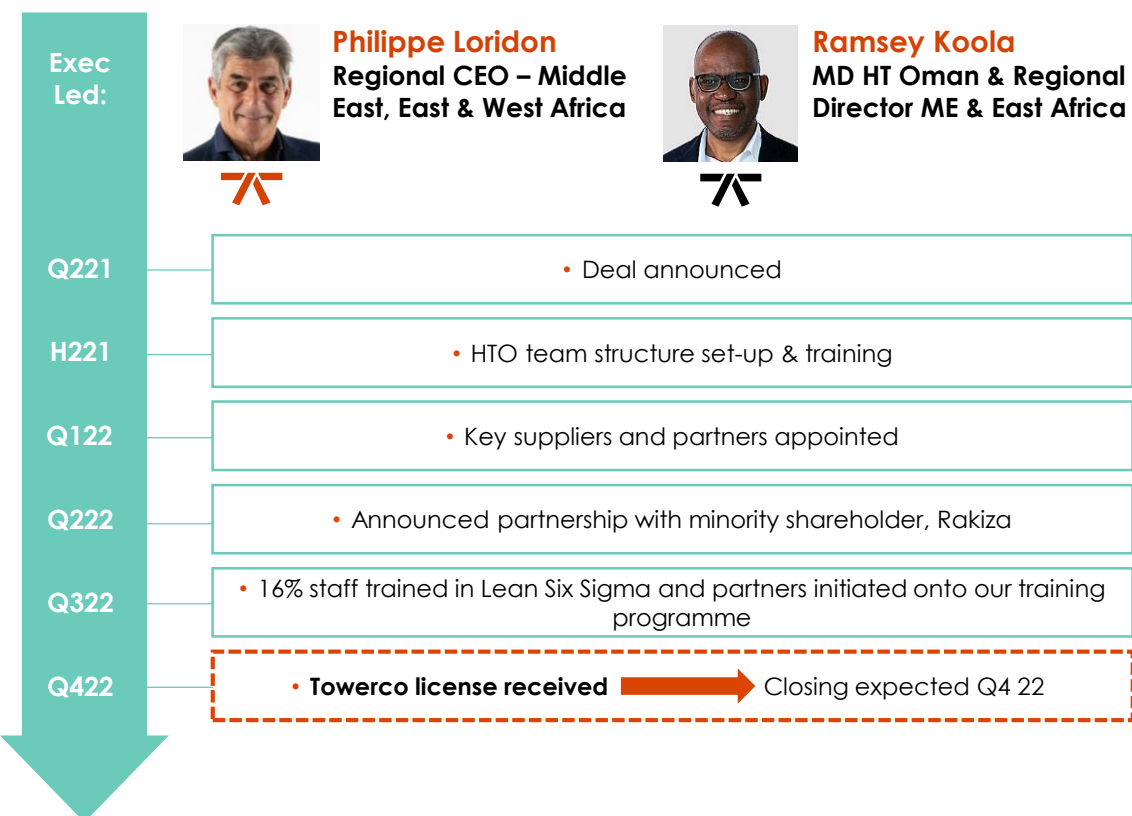 Exec
Led:
Philippe Loridon
Regional CEO – Middle
East, East & West Africa
Ramsey Koola
MD HT Oman & Regional
Director ME & East Africa
Q221
• Deal announced
H221
• HTO team structure set-up & training
Q122
• Key suppliers and partners appointed
Q222
• Announced partnership with minority shareholder, Rakiza
Q322
• 16% staff trained in Lean Six Sigma and partners initiated onto our training
programme
Q422
• Towerco license received Closing expected Q4 22